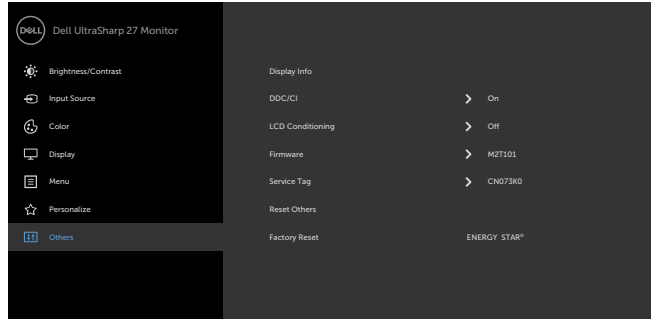 DELL Dell UltraSharp 27 Monitor
Brightness/Contrast Display Info
Input Source DDC/CI On
Color LCD Conditioning Off
Display Firmware M2T101
Menu Service Tag CN073K0
Personalize Reset Others
Others Factory Reset ENERGY STAR®